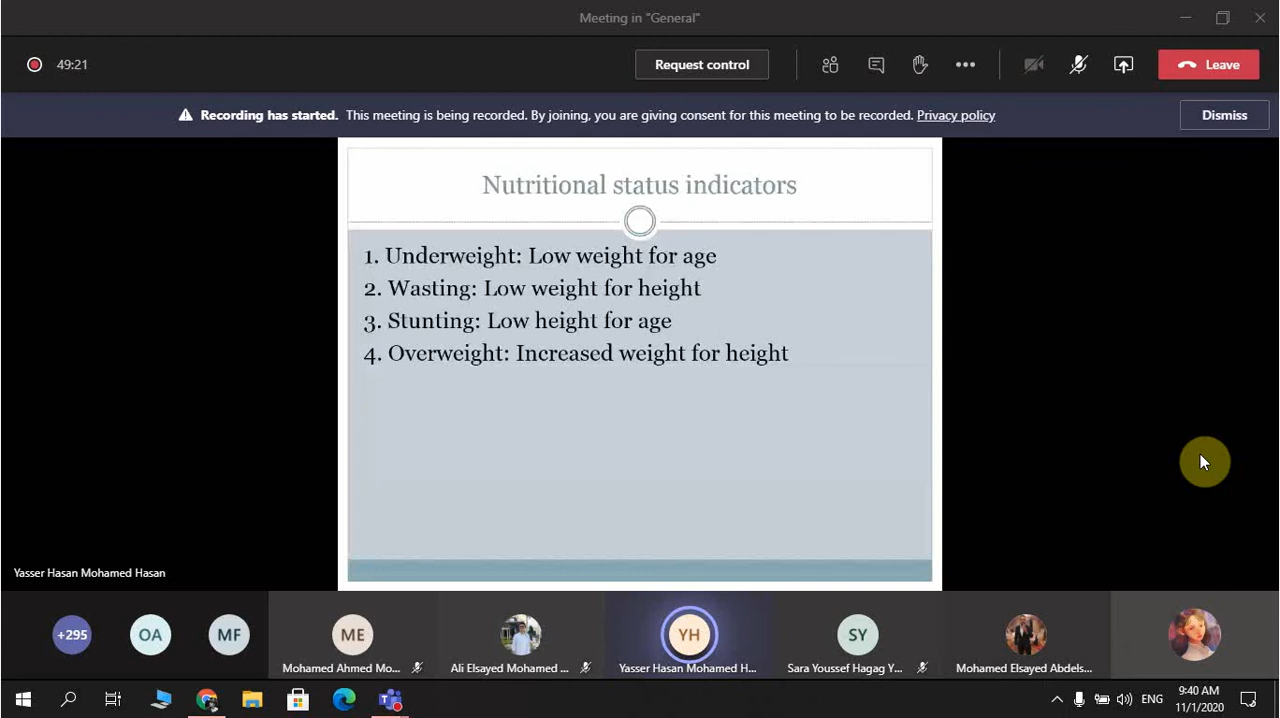 Meeting in "General"
49:21
Request control
Leave
Recording has started. This meeting is being recorded. By joining, you are giving consent for this meeting to be recorded. Privacy policy
Dismiss
Nutritional status indicators
1. Underweight: Low weight for age
2. Wasting: Low weight for height
3. Stunting: Low height for age
4. Overweight: Increased weight for height
Yasser Hasan Mohamed Hasan
+295
OA
MF
ME
YH
SY
Mohamed Ahmed Mo...
Ali Elsayed Mohamed ...
Yasser Hasan Mohamed H...
Sara Youssef Hagag Y...
Mohamed Elsayed Abdels...
ENG
9:40 AM
11/1/2020